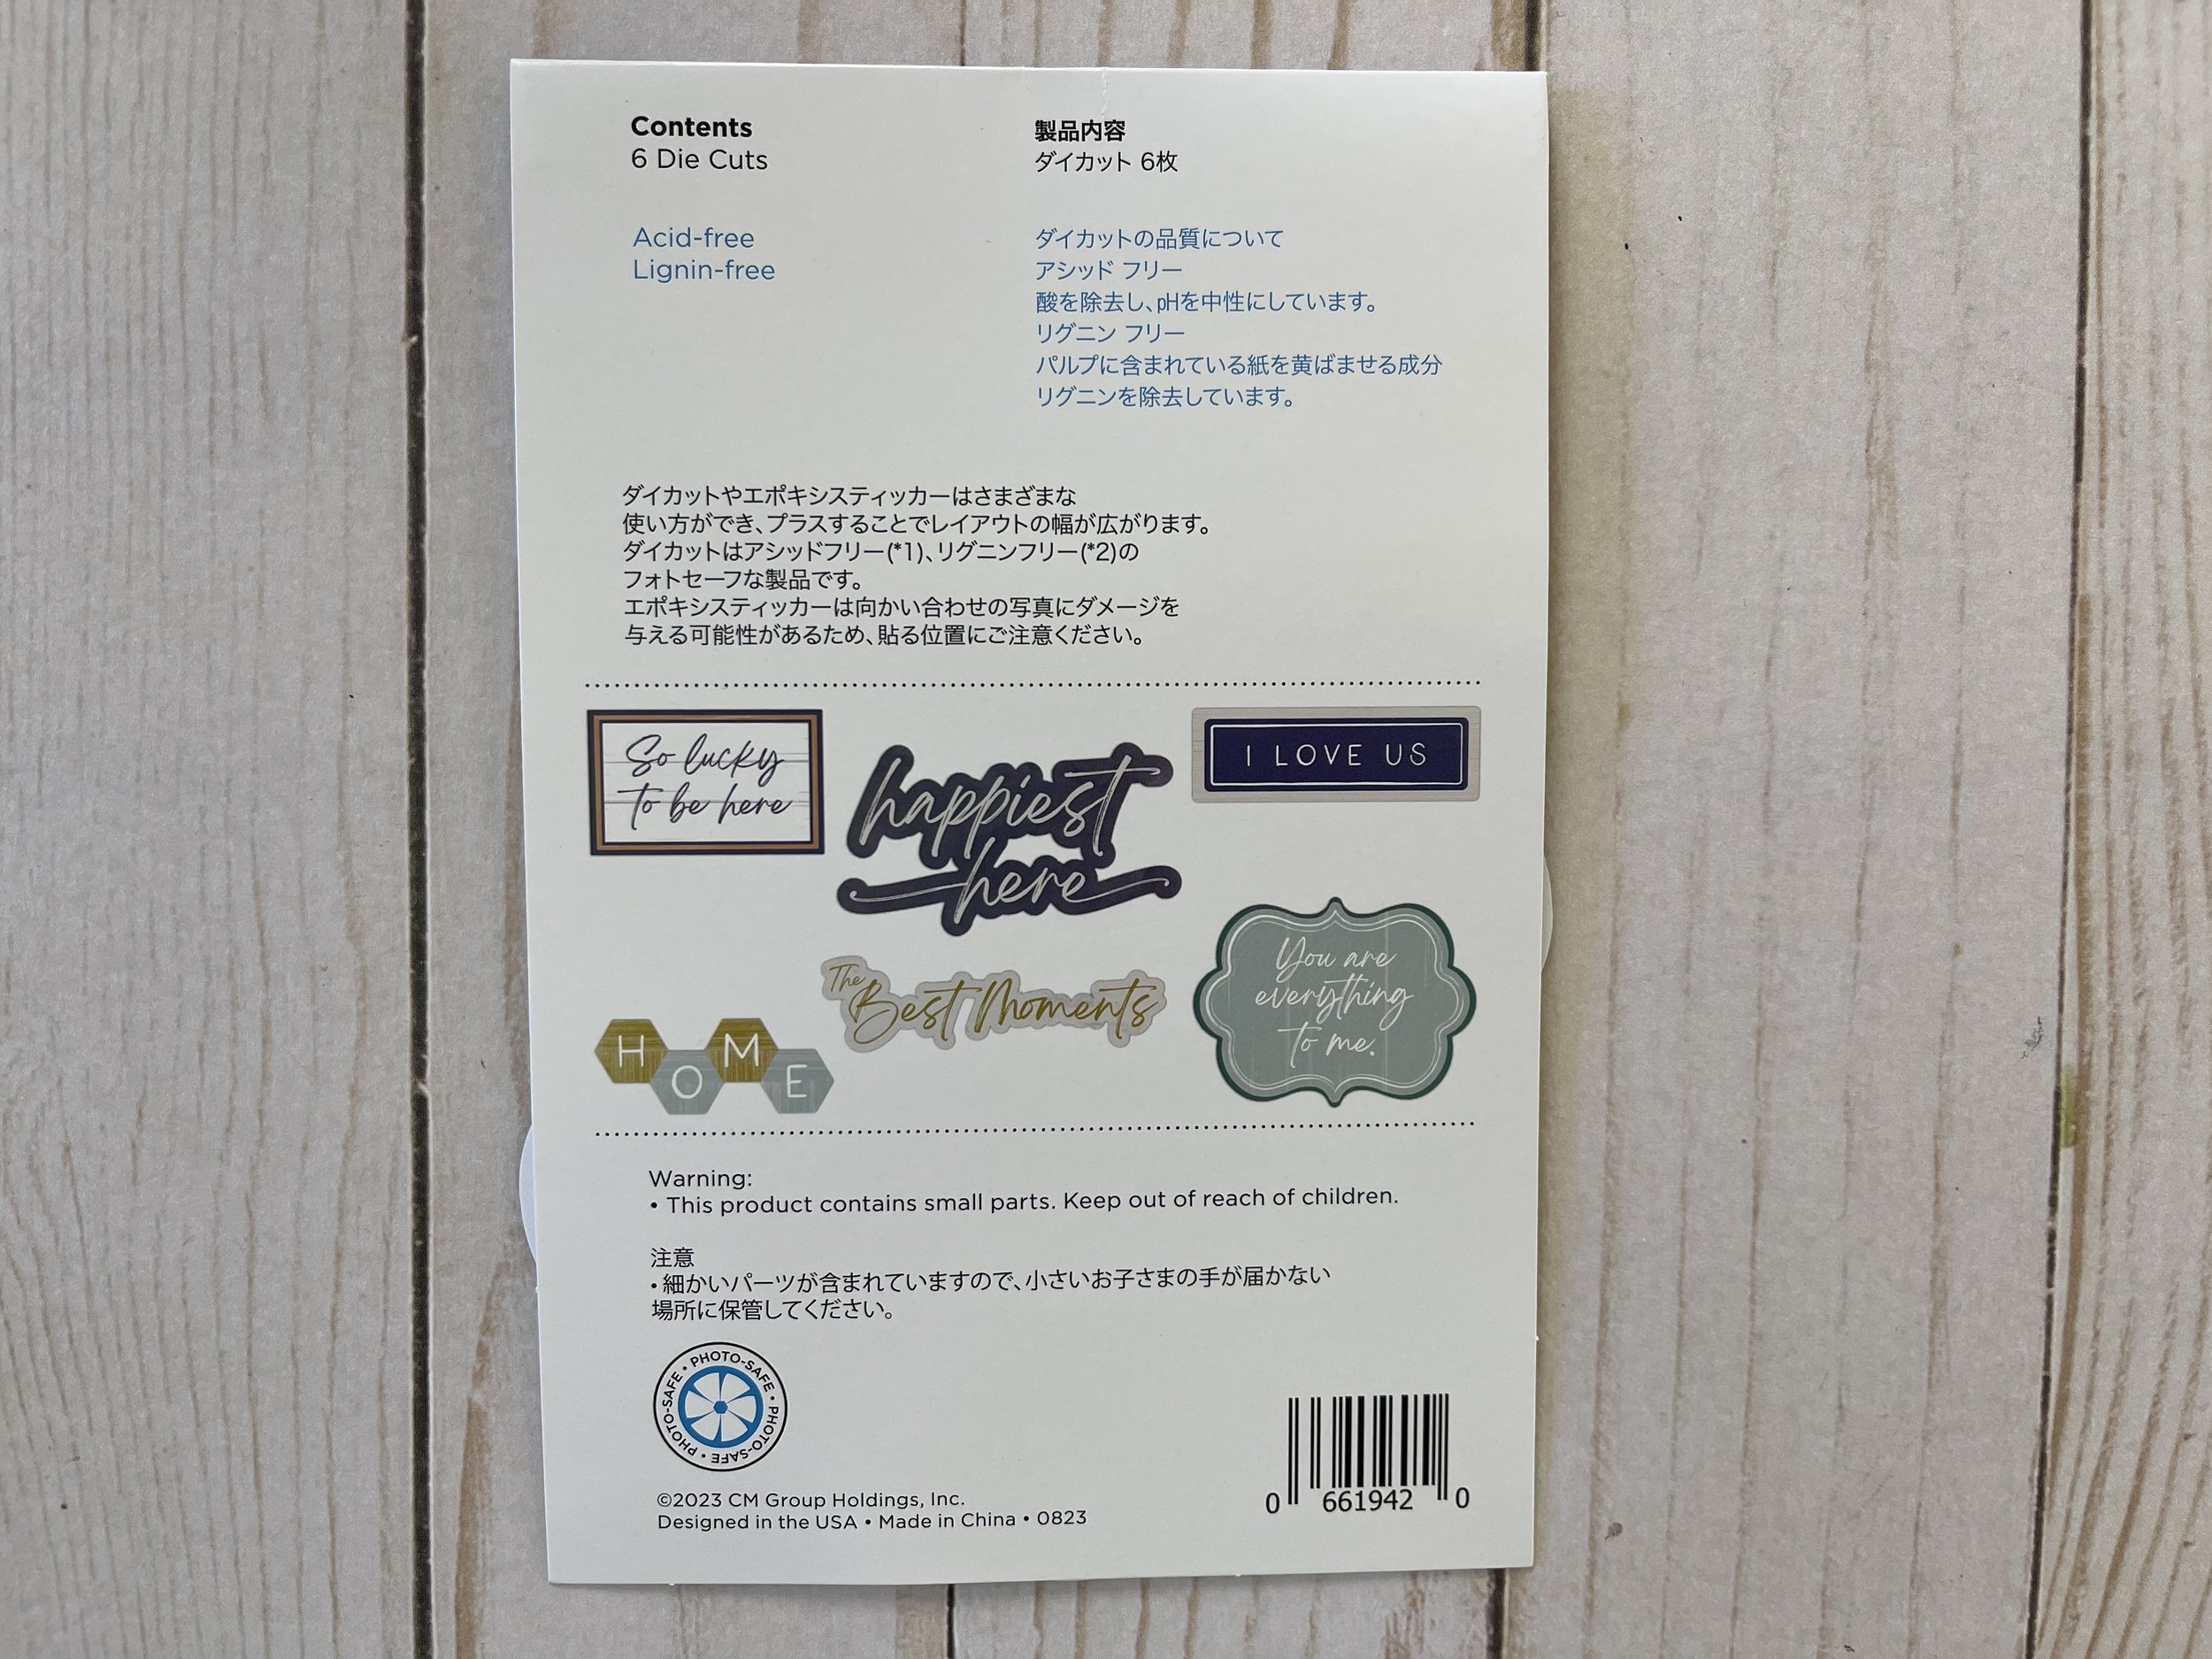 Contents
6 Die Cuts
Acid-free
Lignin-free
製品内容
ダイカット 6枚
ダイカットの品質について
アシッド フリー
酸を除去し、pHを中性にしています。
リグニン フリー
パルプに含まれている紙を黄ばませる成分
リグニンを除去しています。
ダイカットやエポキシスティッカーはさまざまな
使い方ができ、プラスすることでレイアウトの幅が広がります。
ダイカットはアシッドフリー(*1)、リグニンフリー(*2)の
フォトセーフな製品です。
エポキシスティッカーは向かい合わせの写真にダメージを
与える可能性があるため、貼る位置にご注意ください。
So lucky
to be here
happiest
here
I LOVE US
The
Best Moments
You are
everything
to me.
HOME
Warning:
• This product contains small parts. Keep out of reach of children.
注意
• 細かいパーツが含まれていますので、小さいお子さまの手が届かない
場所に保管してください。
PHOTO-SAFE • PHOTO-SAFE • PHOTO-SAFE • PHOTO-SAFE •
©2023 CM Group Holdings, Inc.
Designed in the USA • Made in China • 0823
0 661942 0